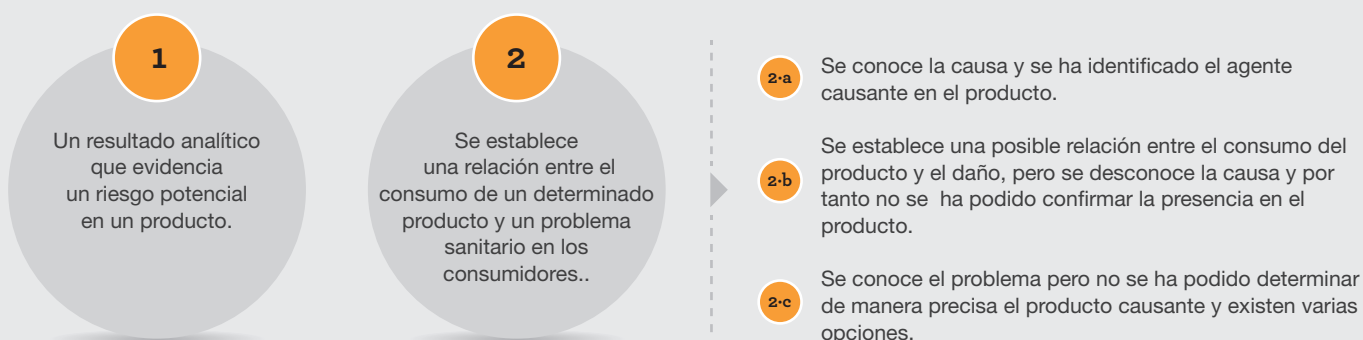 1
Un resultado analítico
que evidencia
un riesgo potencial
en un producto.
2
Se establece
una relación entre el
consumo de un determinado
producto y un problema
sanitario en los
consumidores..
2·a
Se conoce la causa y se ha identificado el agente
causante en el producto.
2·b
Se establece una posible relación entre el consumo del
producto y el daño, pero se desconoce la causa y por
tanto no se ha podido confirmar la presencia en el
producto.
2·c
Se conoce el problema pero no se ha podido determinar
de manera precisa el producto causante y existen varias
opciones.